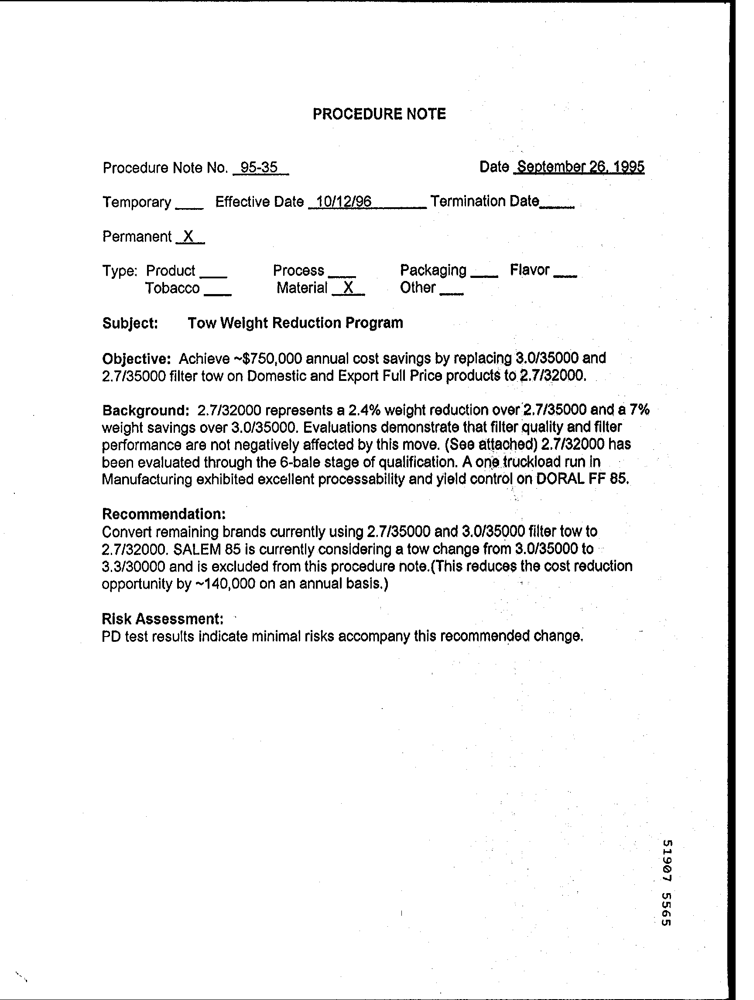 PROCEDURE NOTE
Procedure Note No. 95-35 Date September 26, 1995
Temporary ___ Effective Date 10/12/96 Termination Date____
Permanent X
Type: Product ___ Process ___ Packaging ___ Flavor ___
Tobacco ___ Material X Other ___
Subject: Tow Weight Reduction Program
Objective: Achieve ~$750,000 annual cost savings by replacing 3.0/35000 and
2.7/35000 filter tow on Domestic and Export Full Price products to 2.7/32000.
Background: 2.7/32000 represents a 2.4% weight reduction over 2.7/35000 and a 7%
weight savings over 3.0/35000. Evaluations demonstrate that filter quality and filter
performance are not negatively affected by this move. (See attached) 2.7/32000 has
been evaluated through the 6-bale stage of qualification. A one truckload run in
Manufacturing exhibited excellent processability and yield control on DORAL FF 85.
Recommendation:
Convert remaining brands currently using 2.7/35000 and 3.0/35000 filter tow to
2.7/32000. SALEM 85 is currently considering a tow change from 3.0/35000 to
3.3/30000 and is excluded from this procedure note.(This reduces the cost reduction
opportunity by ~140,000 on an annual basis.)
Risk Assessment:
PD test results indicate minimal risks accompany this recommended change.
51907 5565